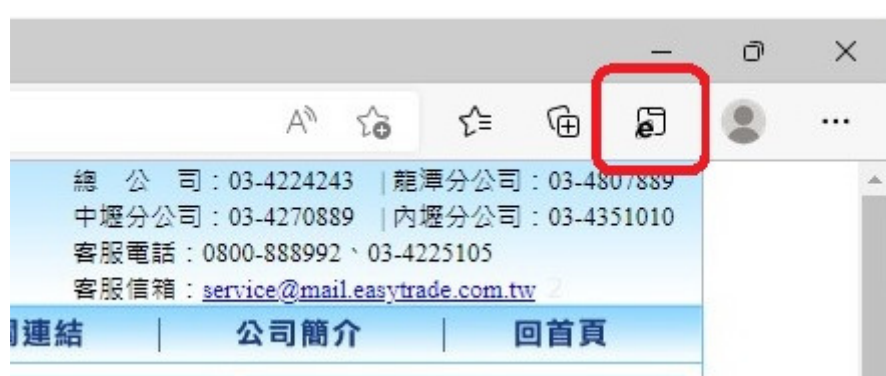 總公司:03-4224243 | 龍潭分公司:03-4807889
中壢分公司:03-4270889 | 內壢分公司:03-4351010
客服電話:0800-888992、03-4225105
客服信箱:service@mail.easytrade.com.tw 2
連結 | 公司簡介 | 回首頁